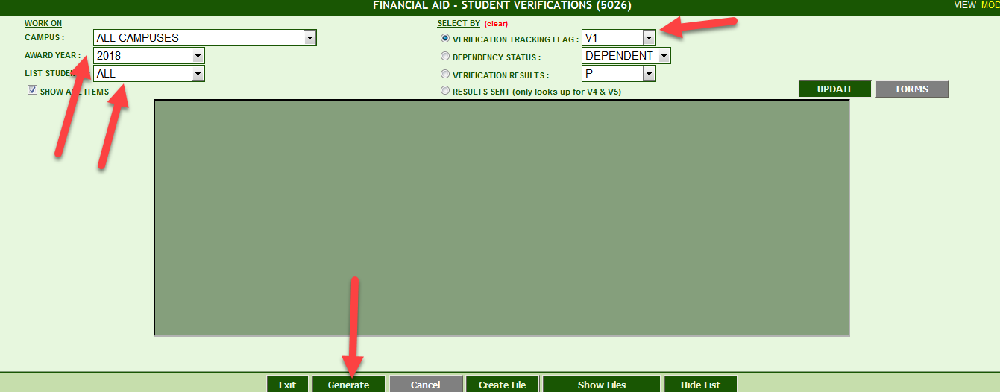 FINANCIAL AID - STUDENT VERIFICATIONS (5026)
VIEW MOD
WORK ON
CAMPUS : ALL CAMPUSES
AWARD YEAR : 2018
LIST STUDEN ALL
SHOW ALL ITEMS
SELECT BY (clear)
VERIFICATION TRACKING FLAG : V1
DEPENDENCY STATUS : DEPENDENT
VERIFICATION RESULTS : P
RESULTS SENT (only looks up for V4 & V5)
UPDATE FORMS
Exit Generate Cancel Create File Show Files Hide List